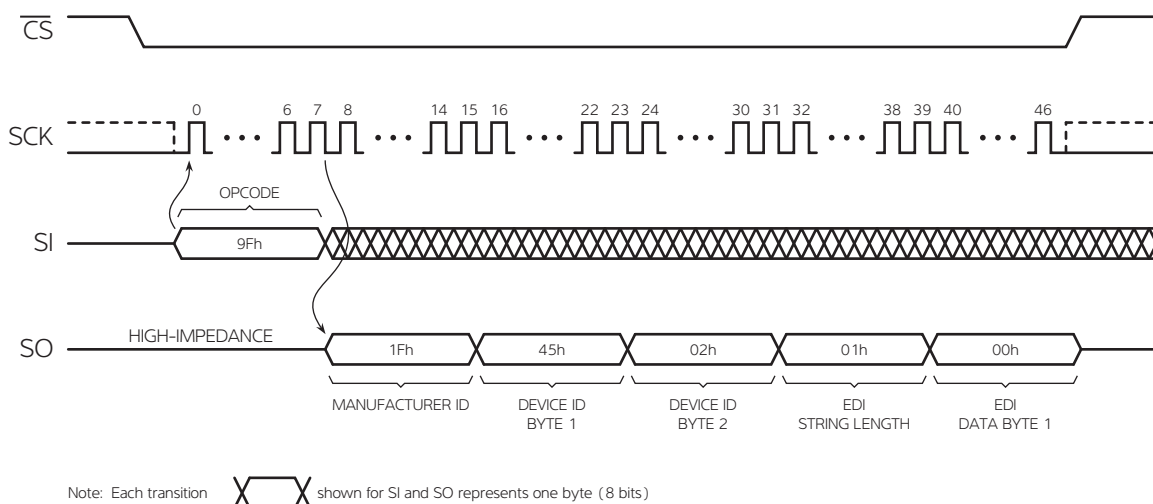 CS
0 6 7 8 14 15 16 22 23 24 30 31 32 38 39 40 46
SCK
OPCODE
SI
9Fh
HIGH-IMPEDANCE
SO
1Fh 45h 02h 01h 00h
MANUFACTURER ID DEVICE ID DEVICE ID EDI EDI
BYTE 1 BYTE 2 STRING LENGTH DATA BYTE 1
Note: Each transition shown for SI and SO represents one byte (8 bits)